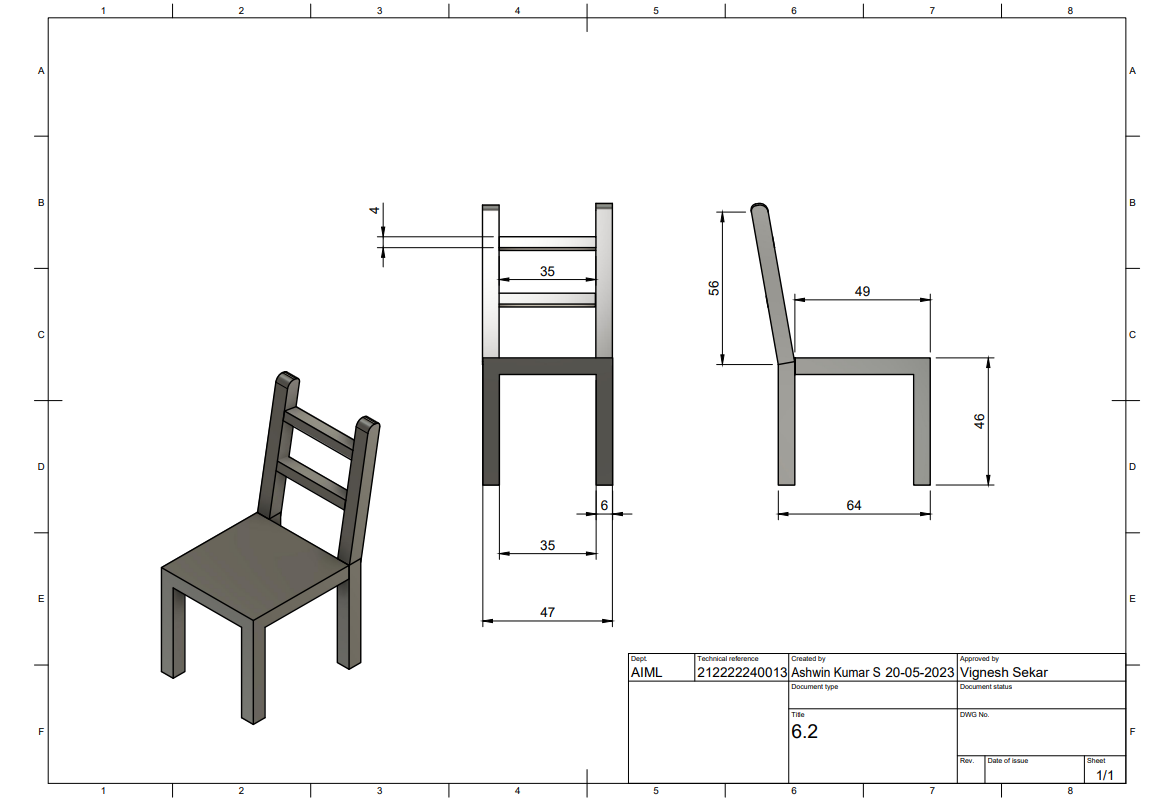 1 2 3 4 5 6 7 8
A A
B B
4
35
56
49
C C
46
D D
6
64
35
E E
47
Dept. Technical reference Created by Approved by
AIML 212222240013 Ashwin Kumar S 20-05-2023 Vignesh Sekar
Document type Document status
Title DWG No.
6.2
F F
Rev. Date of issue Sheet
1/1
1 2 3 4 5 6 7 8